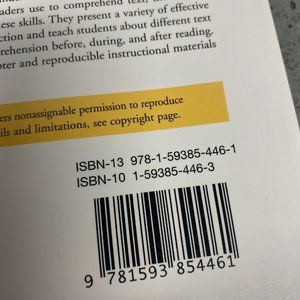 aders use to comprehend text, 
hese skills. They present a variety of effective
ction and teach students about different text
prehension before, during, and after reading.
pter and reproducible instructional materials
ers nonassignable permission to reproduce
ils and limitations, see copyright page.
ISBN-13 978-1-59385-446-1
ISBN-10 1-59385-446-3
9 781593 854461